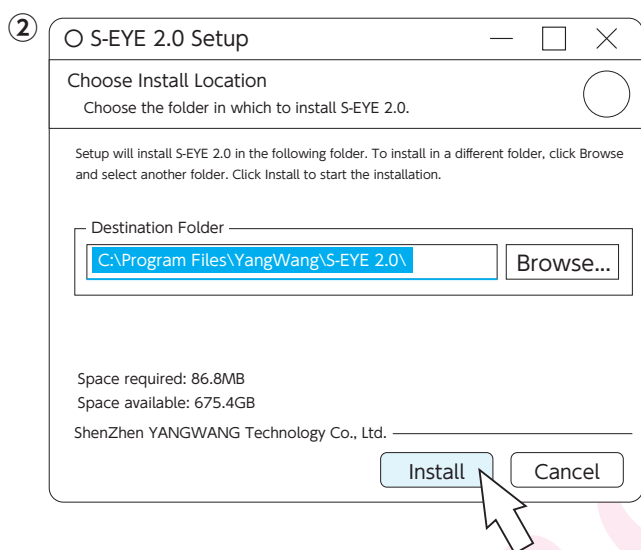 ②
S-EYE 2.0 Setup
Choose Install Location
Choose the folder in which to install S-EYE 2.0.
Setup will install S-EYE 2.0 in the following folder. To install in a different folder, click Browse
and select another folder. Click Install to start the installation.
Destination Folder
C:\Program Files\YangWang\S-EYE 2.0\
Browse...
Space required: 86.8MB
Space available: 675.4GB
ShenZhen YANGWANG Technology Co., Ltd.
Install
Cancel